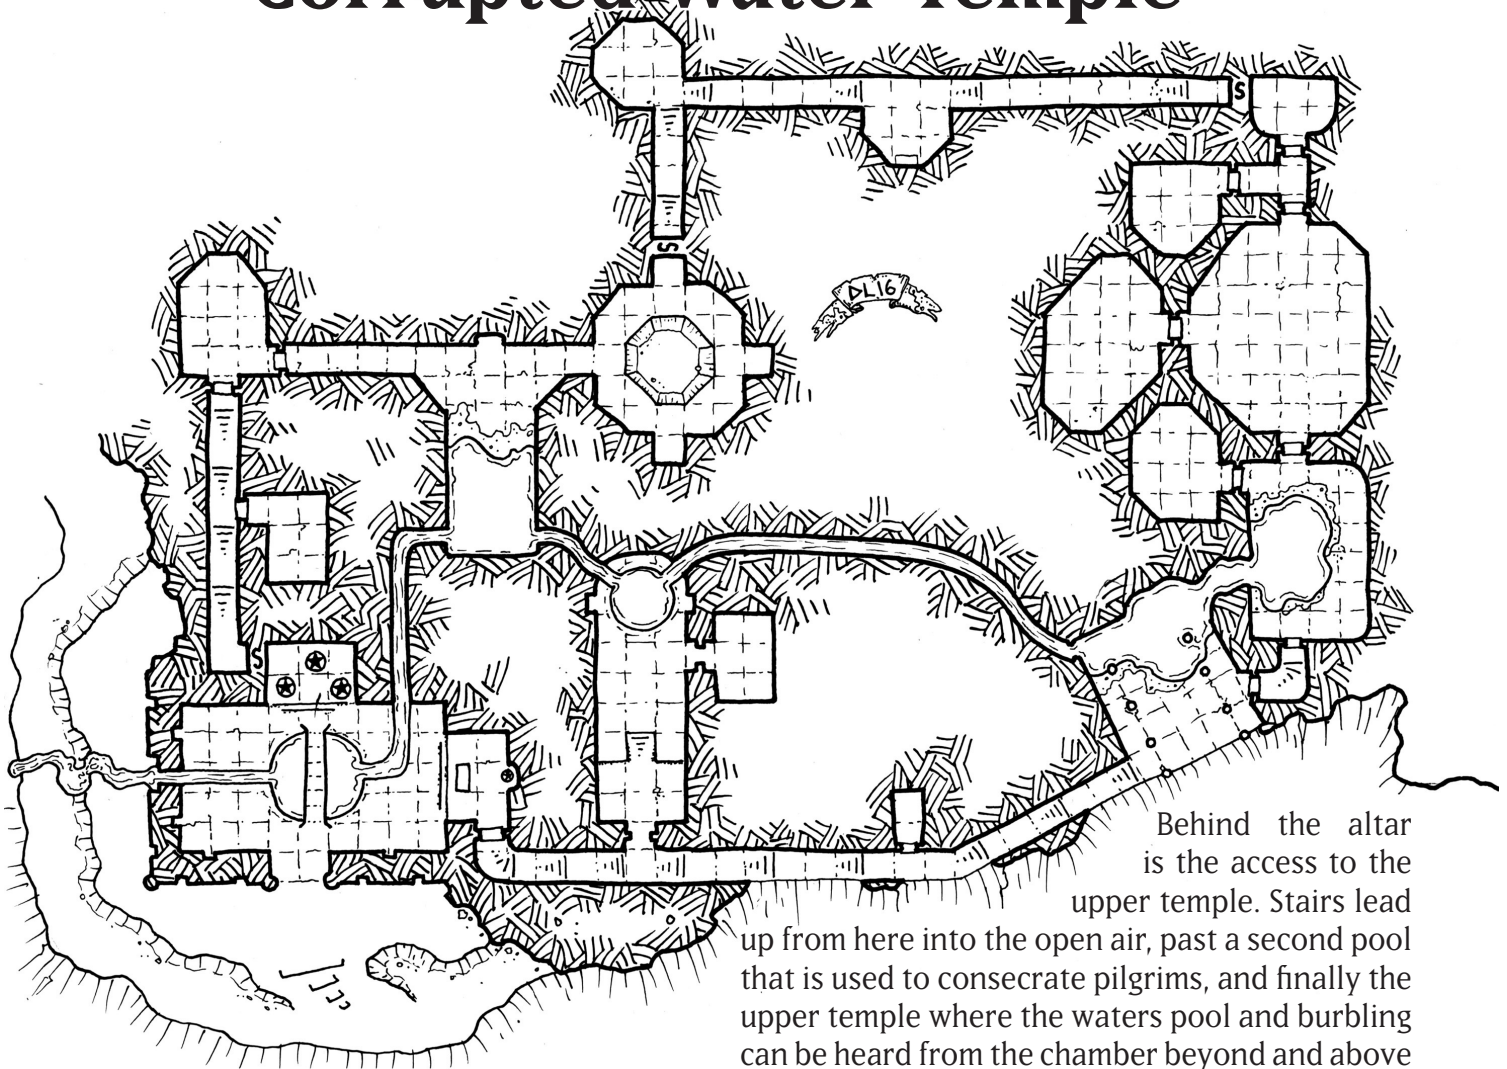 Corrupted Water Temple
S
S
DL16
S
Behind the altar
is the access to the
upper temple. Stairs lead
up from here into the open air, past a second pool
that is used to consecrate pilgrims, and finally the
upper temple where the waters pool and burbling
can be heard from the chamber beyond and above